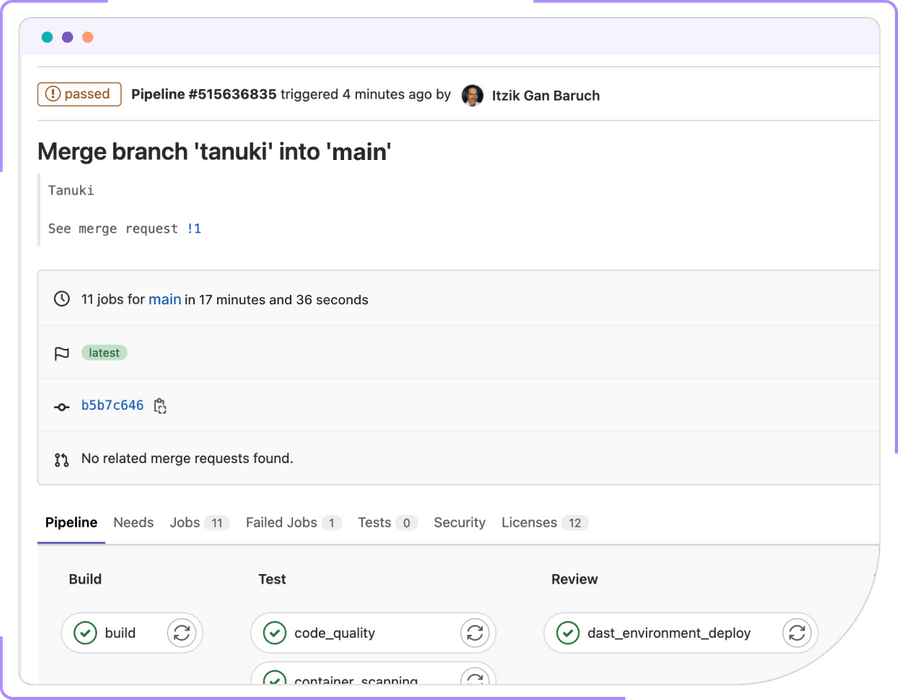 passed Pipeline #515636835 triggered 4 minutes ago by Itzik Gan Baruch
Merge branch 'tanuki' into 'main'
Tanuki
See merge request !1
11 jobs for main in 17 minutes and 36 seconds
latest
b5b7c646
No related merge requests found.
Pipeline Needs Jobs 11 Failed Jobs 1 Tests 0 Security Licenses 12
Build Test Review
build code_quality dast_environment_deploy
container_scanning